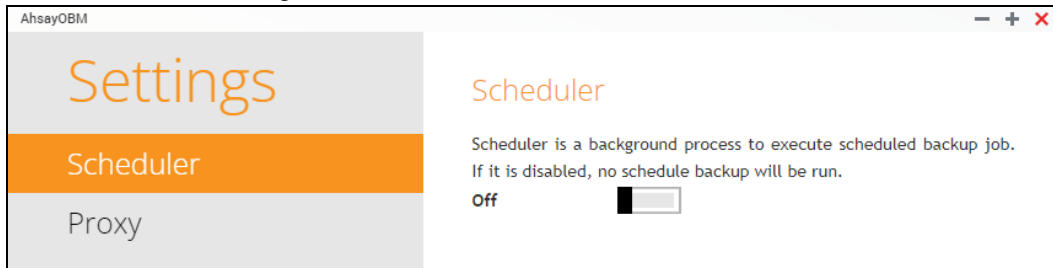 AhsayOBM
Settings
Scheduler
Proxy
Scheduler
Scheduler is a background process to execute scheduled backup job.
If it is disabled, no schedule backup will be run.
Off